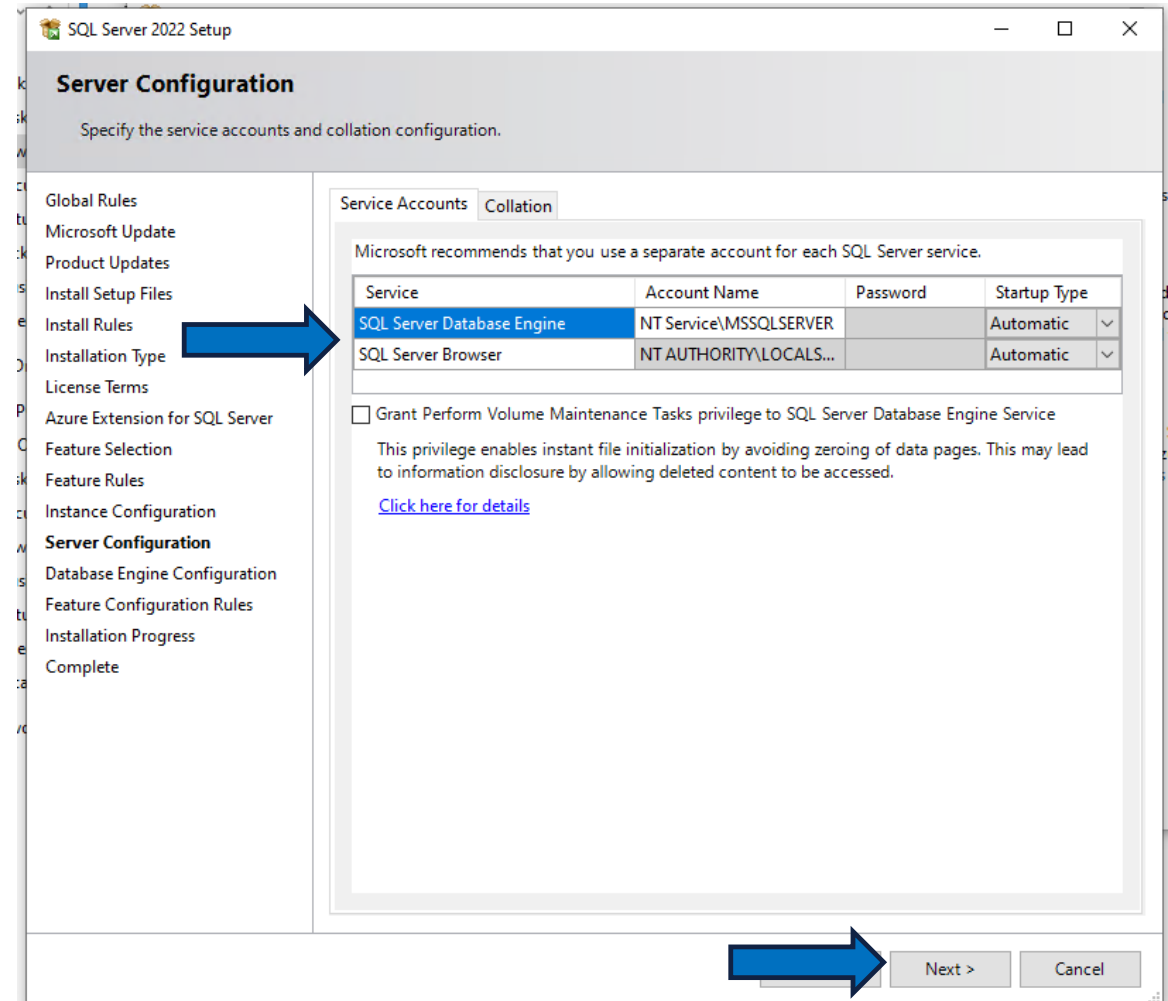 SQL Server 2022 Setup
Server Configuration
Specify the service accounts and collation configuration.
Global Rules
Microsoft Update
Product Updates
Install Setup Files
Install Rules
Installation Type
License Terms
Azure Extension for SQL Server
Feature Selection
Feature Rules
Instance Configuration
Server Configuration
Database Engine Configuration
Feature Configuration Rules
Installation Progress
Complete
Service Accounts Collation
Microsoft recommends that you use a separate account for each SQL Server service.
Service Account Name Password Startup Type
SQL Server Database Engine NT Service\MSSQLSERVER Automatic
SQL Server Browser NT AUTHORITY\LOCALS... Automatic
Grant Perform Volume Maintenance Tasks privilege to SQL Server Database Engine Service
This privilege enables instant file initialization by avoiding zeroing of data pages. This may lead
to information disclosure by allowing deleted content to be accessed.
Click here for details
Next > Cancel